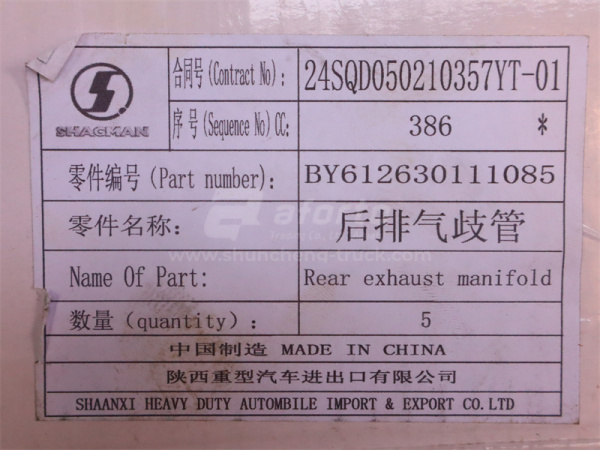 SHACMAN
合同号(Contract No): 24SQD050210357YT-01
序号(Sequence No)CC: 386 *
零件编号(Part number): BY612630111085
零件名称: 后排气歧管
Name Of Part: Rear exhaust manifold
数量(quantity): 5
中国制造 MADE IN CHINA
陕西重型汽车进出口有限公司
SHAANXI HEAVY DUTY AUTOMBILE IMPORT & EXPORT CO.LTD
www.shuncheng-truck.com